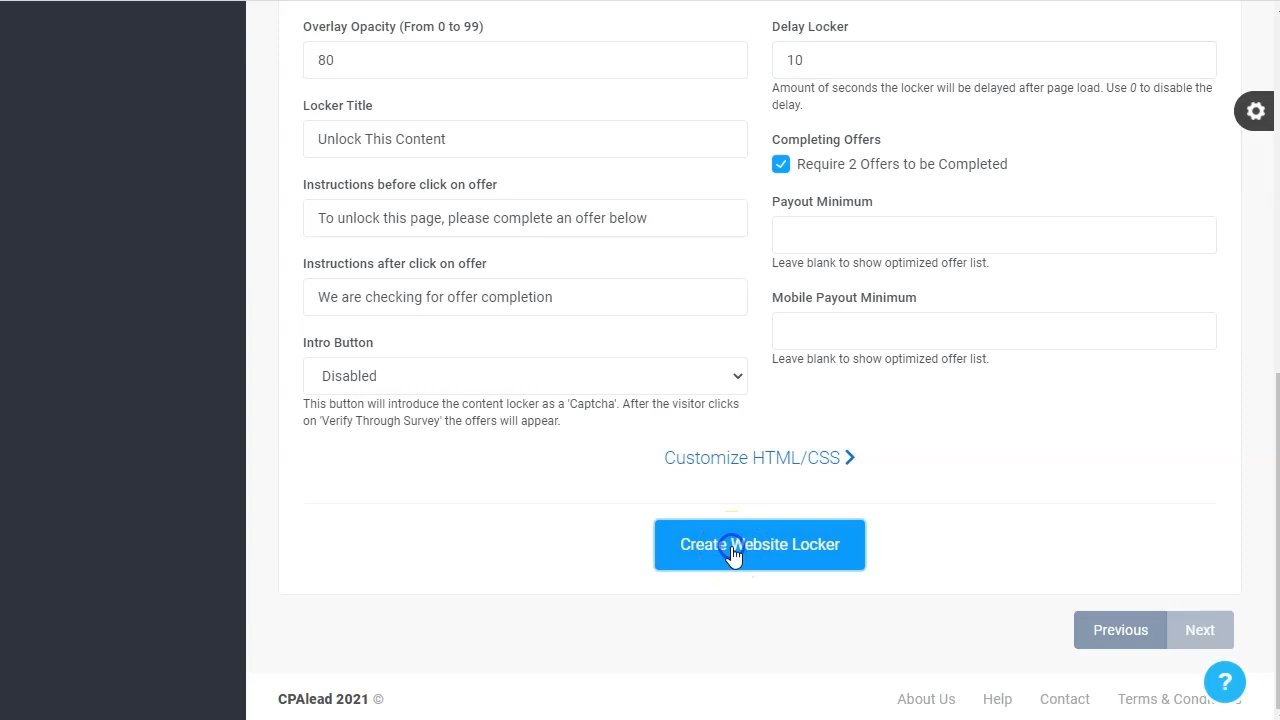 Overlay Opacity (From 0 to 99)
80
Locker Title
Unlock This Content
Instructions before click on offer
To unlock this page, please complete an offer below
Instructions after click on offer
We are checking for offer completion
Intro Button
Disabled
This button will introduce the content locker as a 'Captcha'. After the visitor clicks
on 'Verify Through Survey' the offers will appear.
Delay Locker
10
Amount of seconds the locker will be delayed after page load. Use 0 to disable the
delay.
Completing Offers
Require 2 Offers to be Completed
Payout Minimum
Leave blank to show optimized offer list.
Mobile Payout Minimum
Leave blank to show optimized offer list.
Customize HTML/CSS
Create Website Locker
Previous Next
?
CPAlead 2021 © About Us Help Contact Terms &